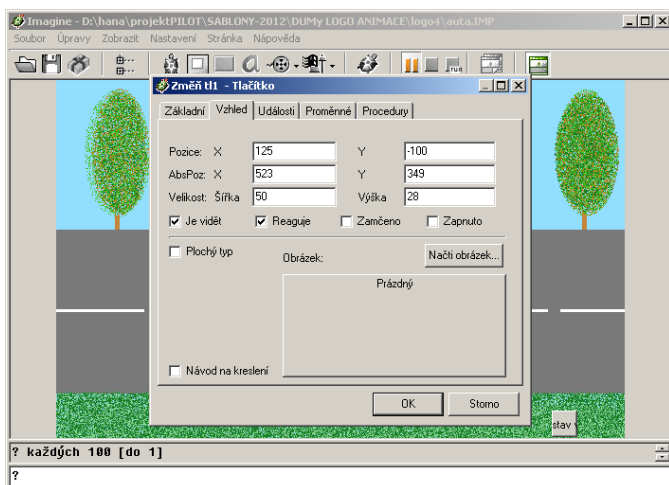 Imagine - D:\hana\projektPILOT\SABLONY-2012\DUMy LOGO ANIMACE\logo4\auta.IMP
Soubor Úpravy Zobrazit Nastavení Stránka Nápověda
Změň tl1 - Tlačítko
Základní Vzhled Události Proměnné Procedury
Pozice: X 125 Y -100
AbsPoz: X 523 Y 349
Velikost: Šířka 50 Výška 28
Je vidět Reaguje Zamčeno Zapnuto
Plochý typ Obrázek: Načti obrázek...
Prázdný
Návod na kreslení
OK Storno
stav
? každých 100 [do 1]
?